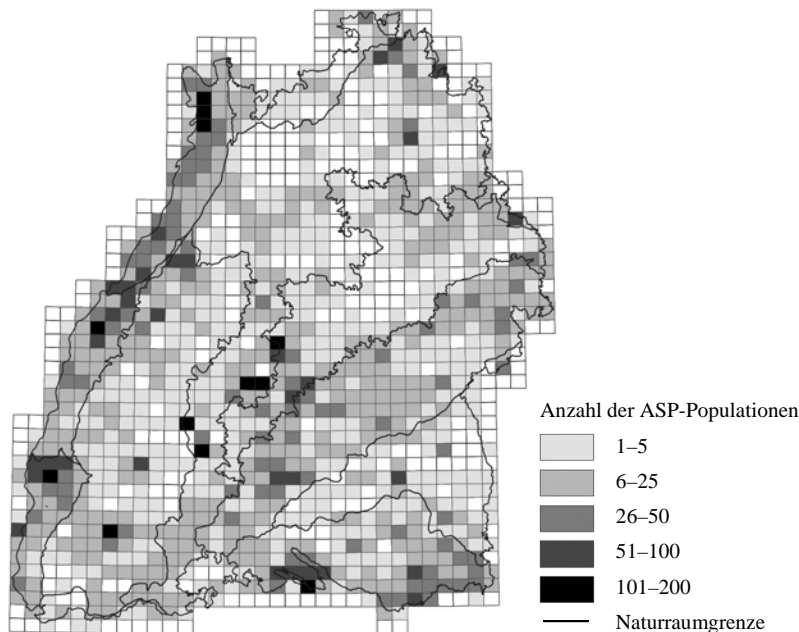 Anzahl der ASP-Populationen
1–5
6–25
26–50
51–100
101–200
Naturraumgrenze